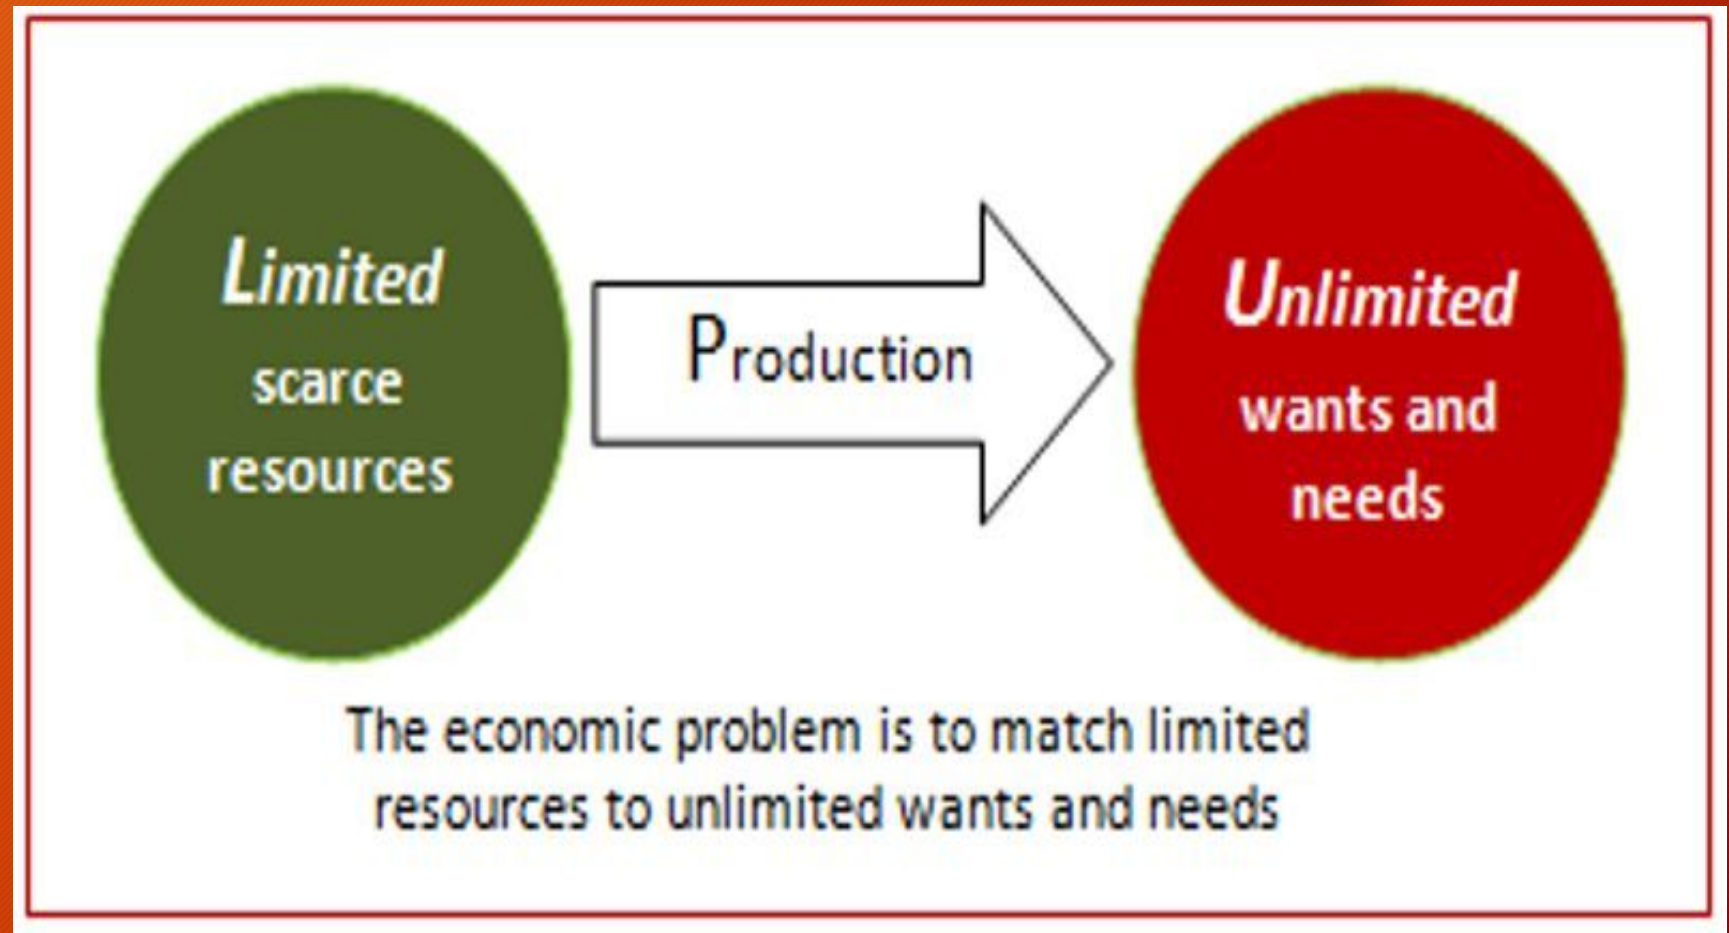 Limited
scarce
resources
Production
Unlimited
wants and
needs
The economic problem is to match limited
resources to unlimited wants and needs